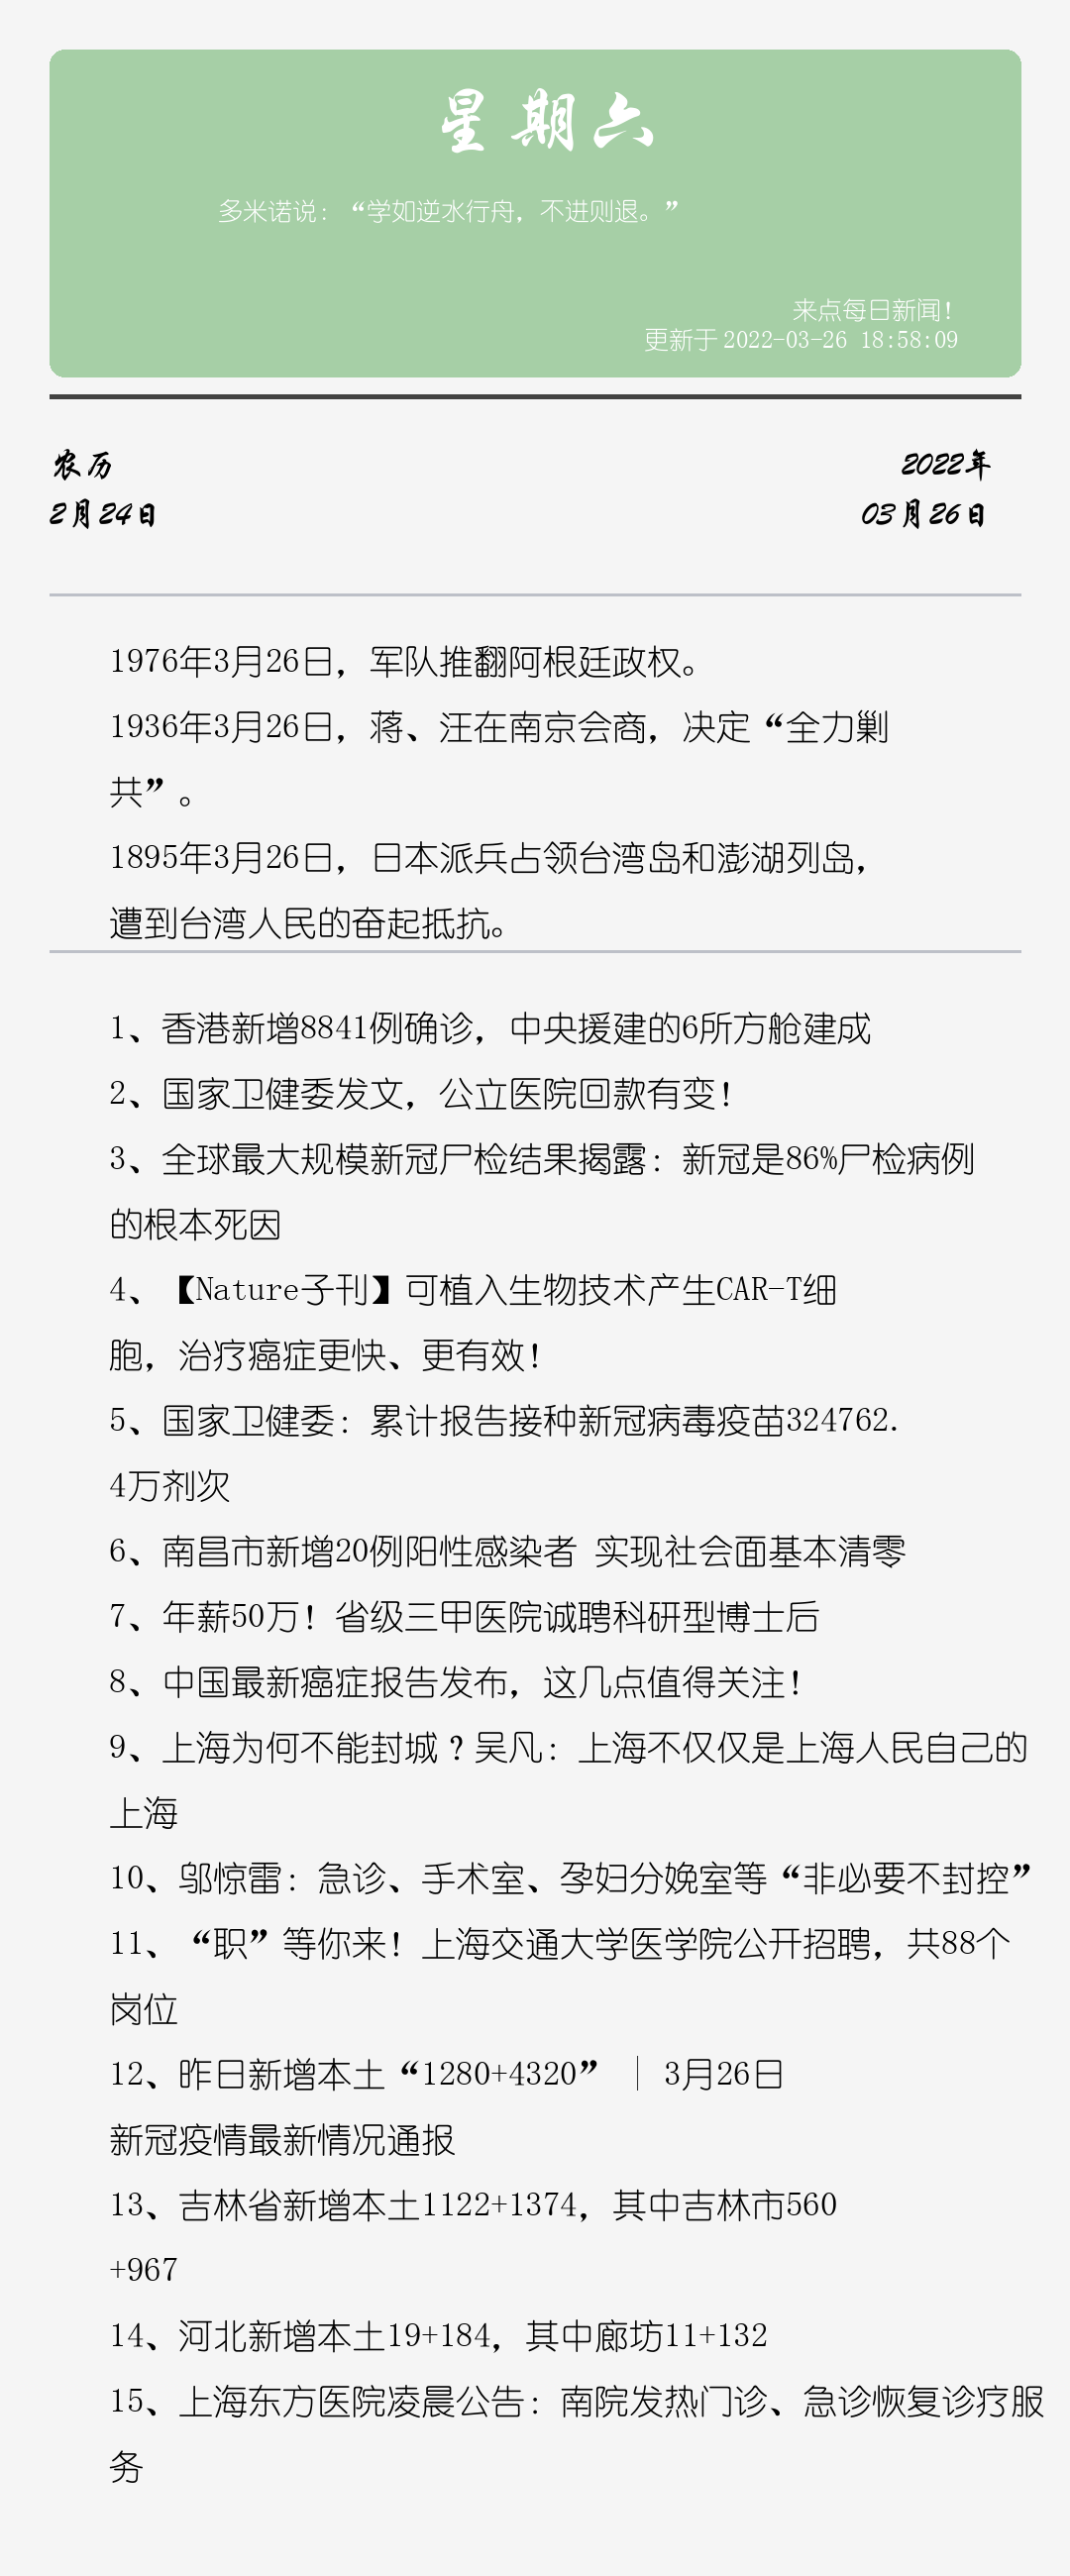 星期六
多米诺说：“学如逆水行舟，不进则退。”
来点每日新闻！
更新于2022-03-26 18:58:09
农历
2022年
2月24日
03月26日
1976年3月26日，军队推翻阿根廷政权。
1936年3月26日，蒋、汪在南京会商，决定“全力剿
共”。
1895年3月26日，日本派兵占领台湾岛和澎湖列岛，
遭到台湾人民的奋起抵抗。
1、香港新增8841例确诊，中央援建的6所方舱建成
2、国家卫健委发文，公立医院回款有变！
3、全球最大规模新冠尸检结果揭露：新冠是86%尸检病例
的根本死因
4、【Nature子刊】可植入生物技术产生CAR-T细
胞，治疗癌症更快、更有效！
5、国家卫健委：累计报告接种新冠病毒疫苗324762.
4万剂次
6、南昌市新增20例阳性感染者 实现社会面基本清零
7、年薪50万！省级三甲医院诚聘科研型博士后
8、中国最新癌症报告发布，这几点值得关注！
9、上海为何不能封城？吴凡：上海不仅仅是上海人民自己的
上海
10、邬惊雷：急诊、手术室、孕妇分娩室等“非必要不封控”
11、“职”等你来！上海交通大学医学院公开招聘，共88个
岗位
12、昨日新增本土“1280+4320”｜3月26日
新冠疫情最新情况通报
13、吉林省新增本土1122+1374，其中吉林市560
+967
14、河北新增本土19+184，其中廊坊11+132
15、上海东方医院凌晨公告：南院发热门诊、急诊恢复诊疗服
务